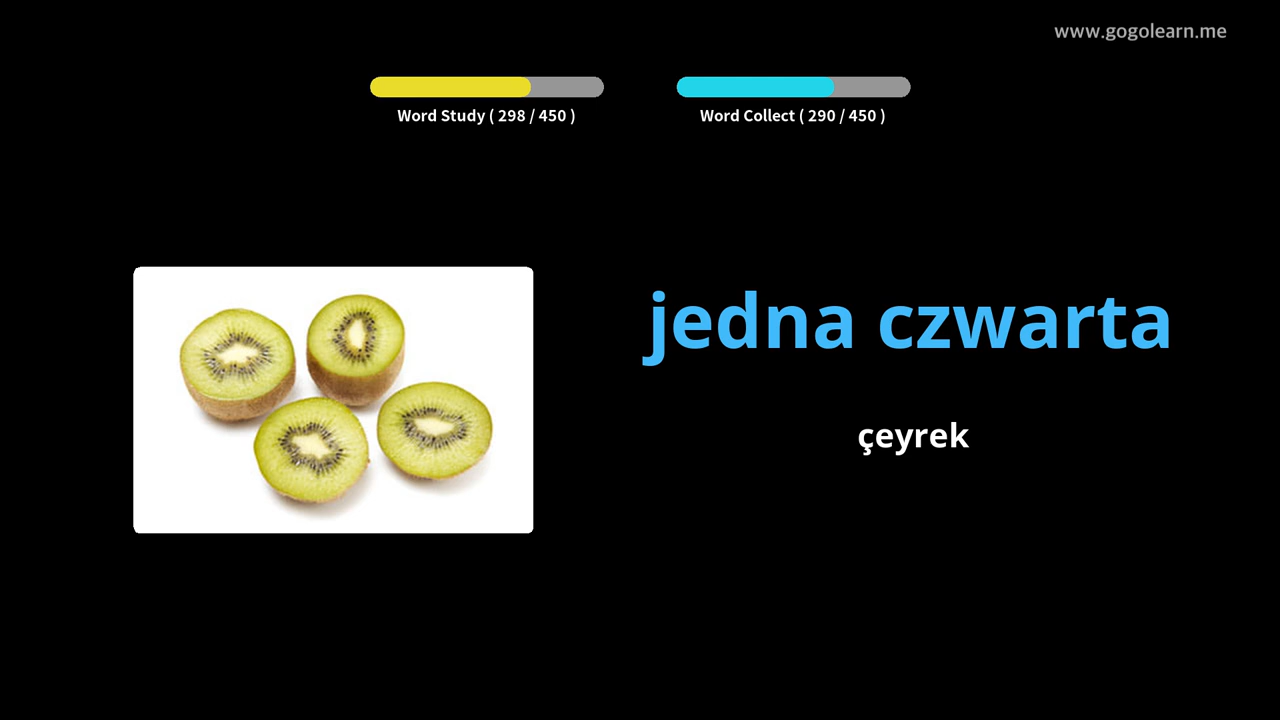 www.gogolearn.me
Word Study ( 298 / 450 )
Word Collect ( 290 / 450 )
jedna czwarta
çeyrek